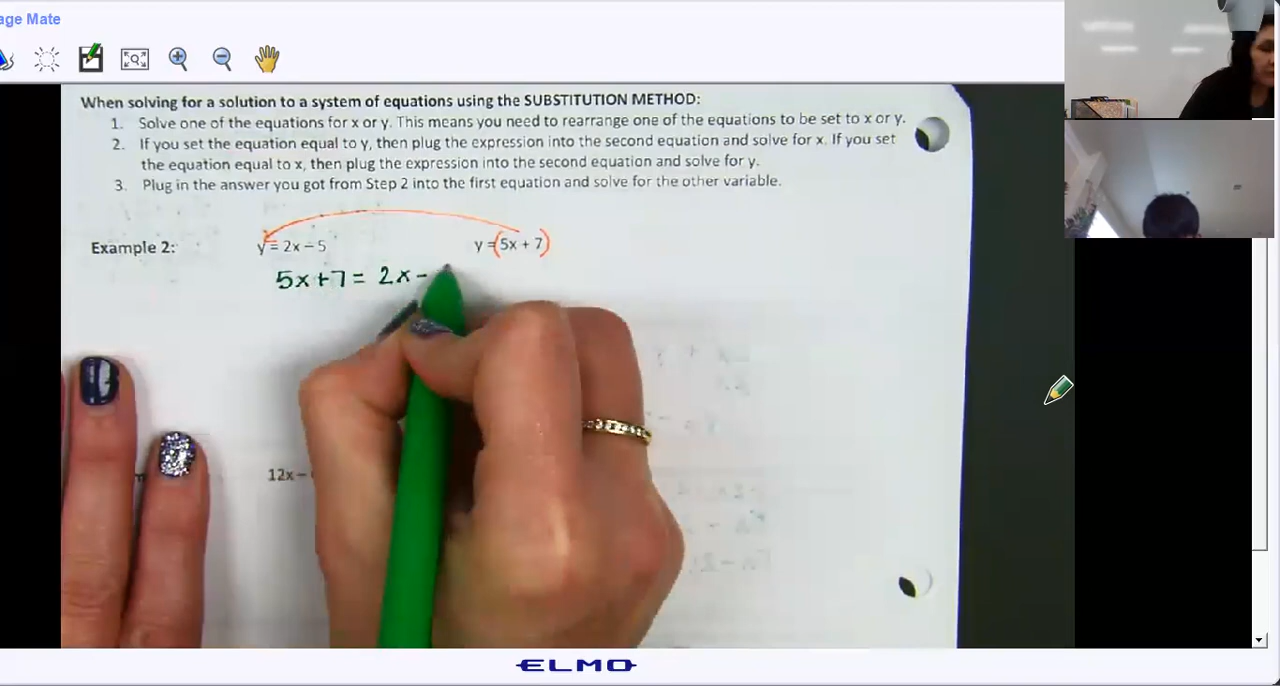 age Mate
When solving for a solution to a system of equations using the SUBSTITUTION METHOD:
1. Solve one of the equations for x or y. This means you need to rearrange one of the equations to be set to x or y.
2. If you set the equation equal to y, then plug the expression into the second equation and solve for x. If you set
the equation equal to x, then plug the expression into the second equation and solve for y.
3. Plug in the answer you got from Step 2 into the first equation and solve for the other variable.
Example 2: y = 2x – 5 y = (5x + 7)
5x + 7 = 2x –
12x –
ELMO